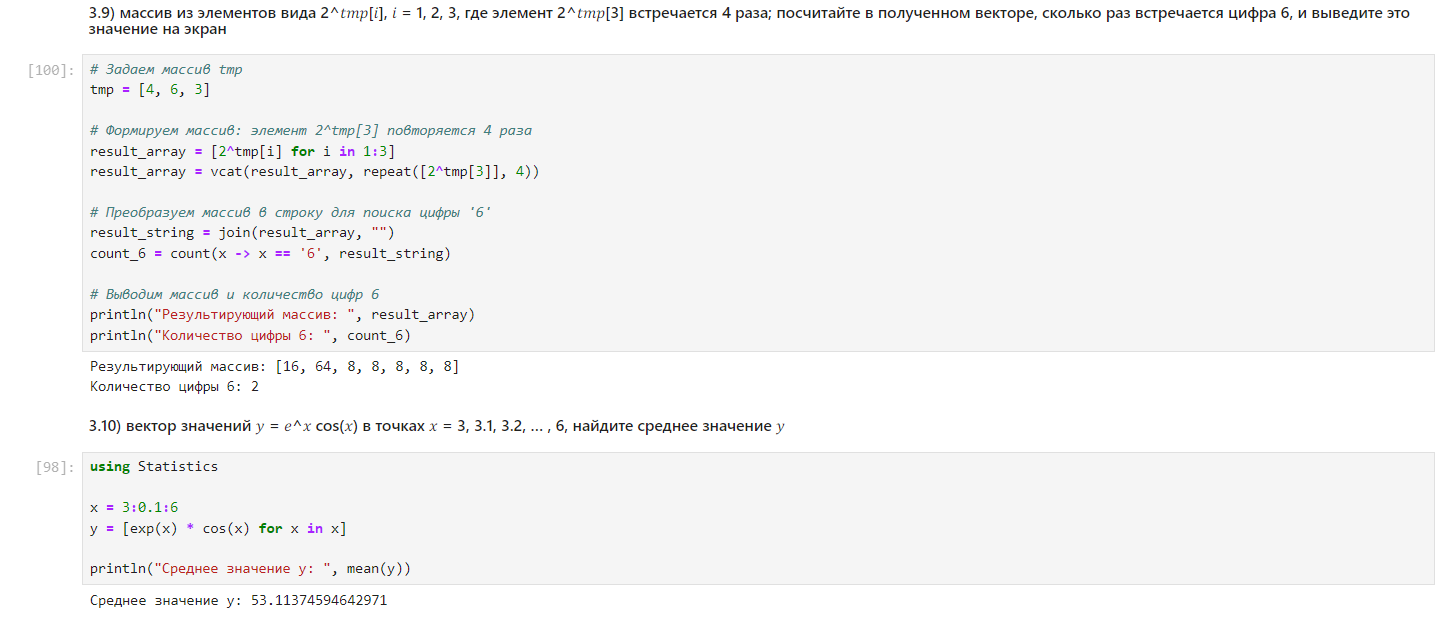 3.9) массив из элементов вида 2^tmp[i], i = 1, 2, 3, где элемент 2^tmp[3] встречается 4 раза; посчитайте в полученном векторе, сколько раз встречается цифра 6, и выведите это
значение на экран
[100]:
# Задаем массив tmp
tmp = [4, 6, 3]
# Формируем массив: элемент 2^tmp[3] повторяется 4 раза
result_array = [2^tmp[i] for i in 1:3]
result_array = vcat(result_array, repeat([2^tmp[3]], 4))
# Преобразуем массив в строку для поиска цифры '6'
result_string = join(result_array, "")
count_6 = count(x -> x == '6', result_string)
# Выводим массив и количество цифр 6
println("Результирующий массив: ", result_array)
println("Количество цифры 6: ", count_6)
Результирующий массив: [16, 64, 8, 8, 8, 8, 8]
Количество цифры 6: 2
3.10) вектор значений y = e^x cos(x) в точках x = 3, 3.1, 3.2, ... , 6, найдите среднее значение y
[98]:
using Statistics
x = 3:0.1:6
y = [exp(x) * cos(x) for x in x]
println("Среднее значение y: ", mean(y))
Среднее значение y: 53.11374594642971